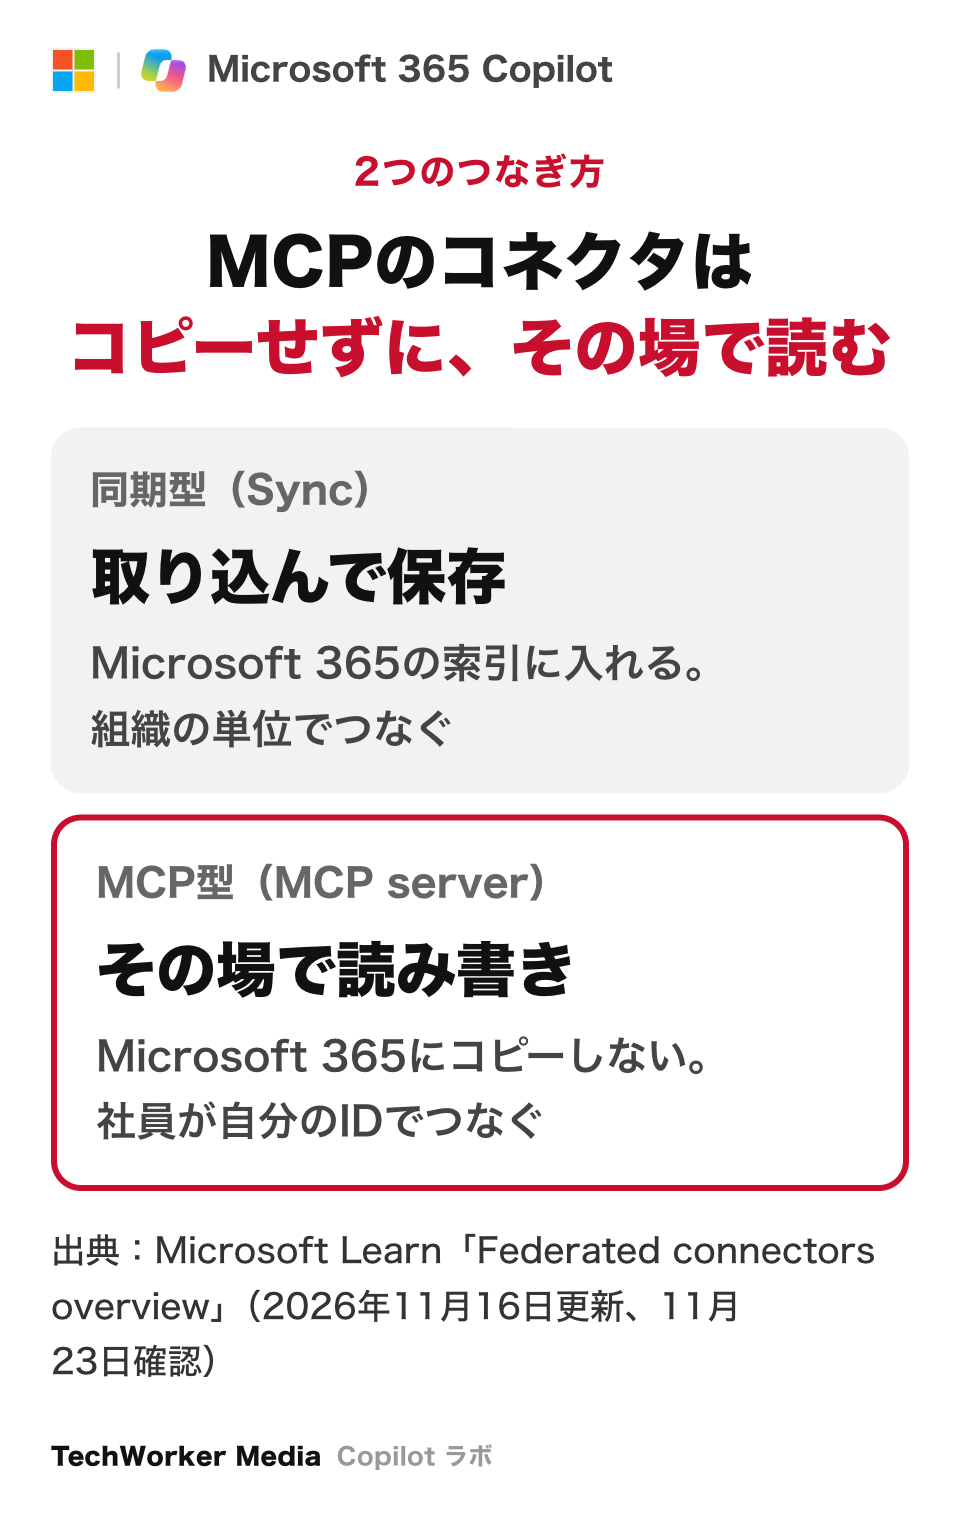 Microsoft 365 Copilot
2つのつなぎ方
MCPのコネクタは
コピーせずに、その場で読む
同期型（Sync）
取り込んで保存
Microsoft 365の索引に入れる。
組織の単位でつなぐ
MCP型（MCP server）
その場で読み書き
Microsoft 365にコピーしない。
社員が自分のIDでつなぐ
出典：Microsoft Learn「Federated connectors
overview」（2026年11月16日更新、11月
23日確認）
TechWorker Media Copilot ラボ